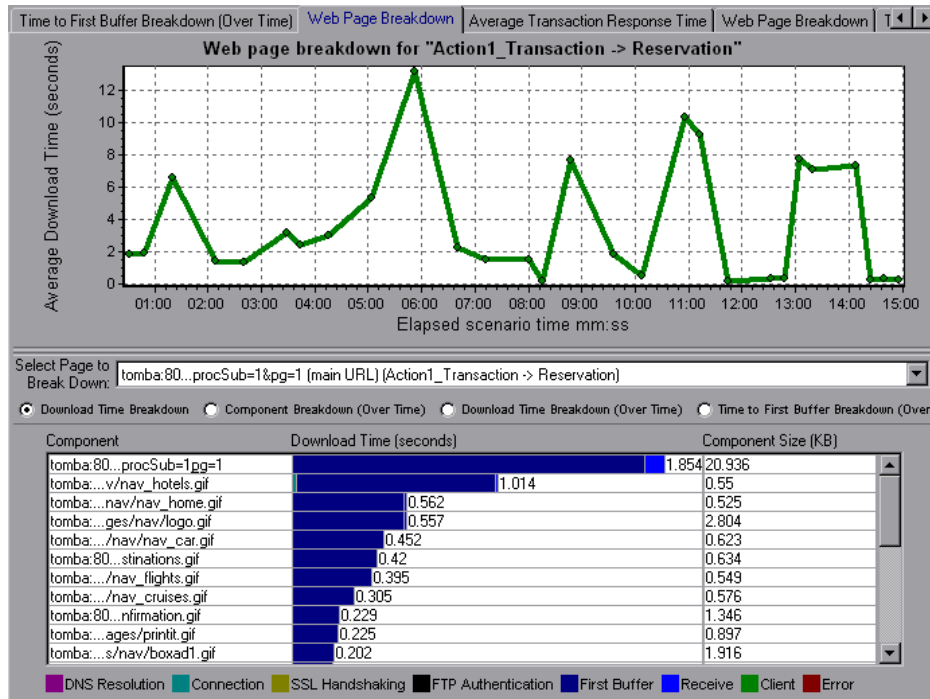 Time to First Buffer Breakdown (Over Time) Web Page Breakdown Average Transaction Response Time Web Page Breakdown T
Web page breakdown for "Action1_Transaction -> Reservation"
Average Download Time (seconds)
12
10
8
6
4
2
0
01:00 02:00 03:00 04:00 05:00 06:00 07:00 08:00 09:00 10:00 11:00 12:00 13:00 14:00 15:00
Elapsed scenario time mm:ss
Select Page to
Break Down: tomba:80...procSub=1&pg=1 (main URL) (Action1_Transaction -> Reservation)
Download Time Breakdown Component Breakdown (Over Time) Download Time Breakdown (Over Time) Time to First Buffer Breakdown (Over
Component Download Time (seconds) Component Size (KB)
tomba:80...procSub=1pg=1 1.854 20.936
tomba:...v/nav_hotels.gif 1.014 0.55
tomba:...nav/nav_home.gif 0.562 0.525
tomba:...ges/nav/logo.gif 0.557 2.804
tomba:.../nav/nav_car.gif 0.452 0.623
tomba:80...stinations.gif 0.42 0.634
tomba:.../nav_flights.gif 0.395 0.549
tomba:.../nav_cruises.gif 0.305 0.576
tomba:80...nfirmation.gif 0.229 1.346
tomba:...ages/printit.gif 0.225 0.897
tomba:...s/nav/boxad1.gif 0.202 1.916
DNS Resolution Connection SSL Handshaking FTP Authentication First Buffer Receive Client Error